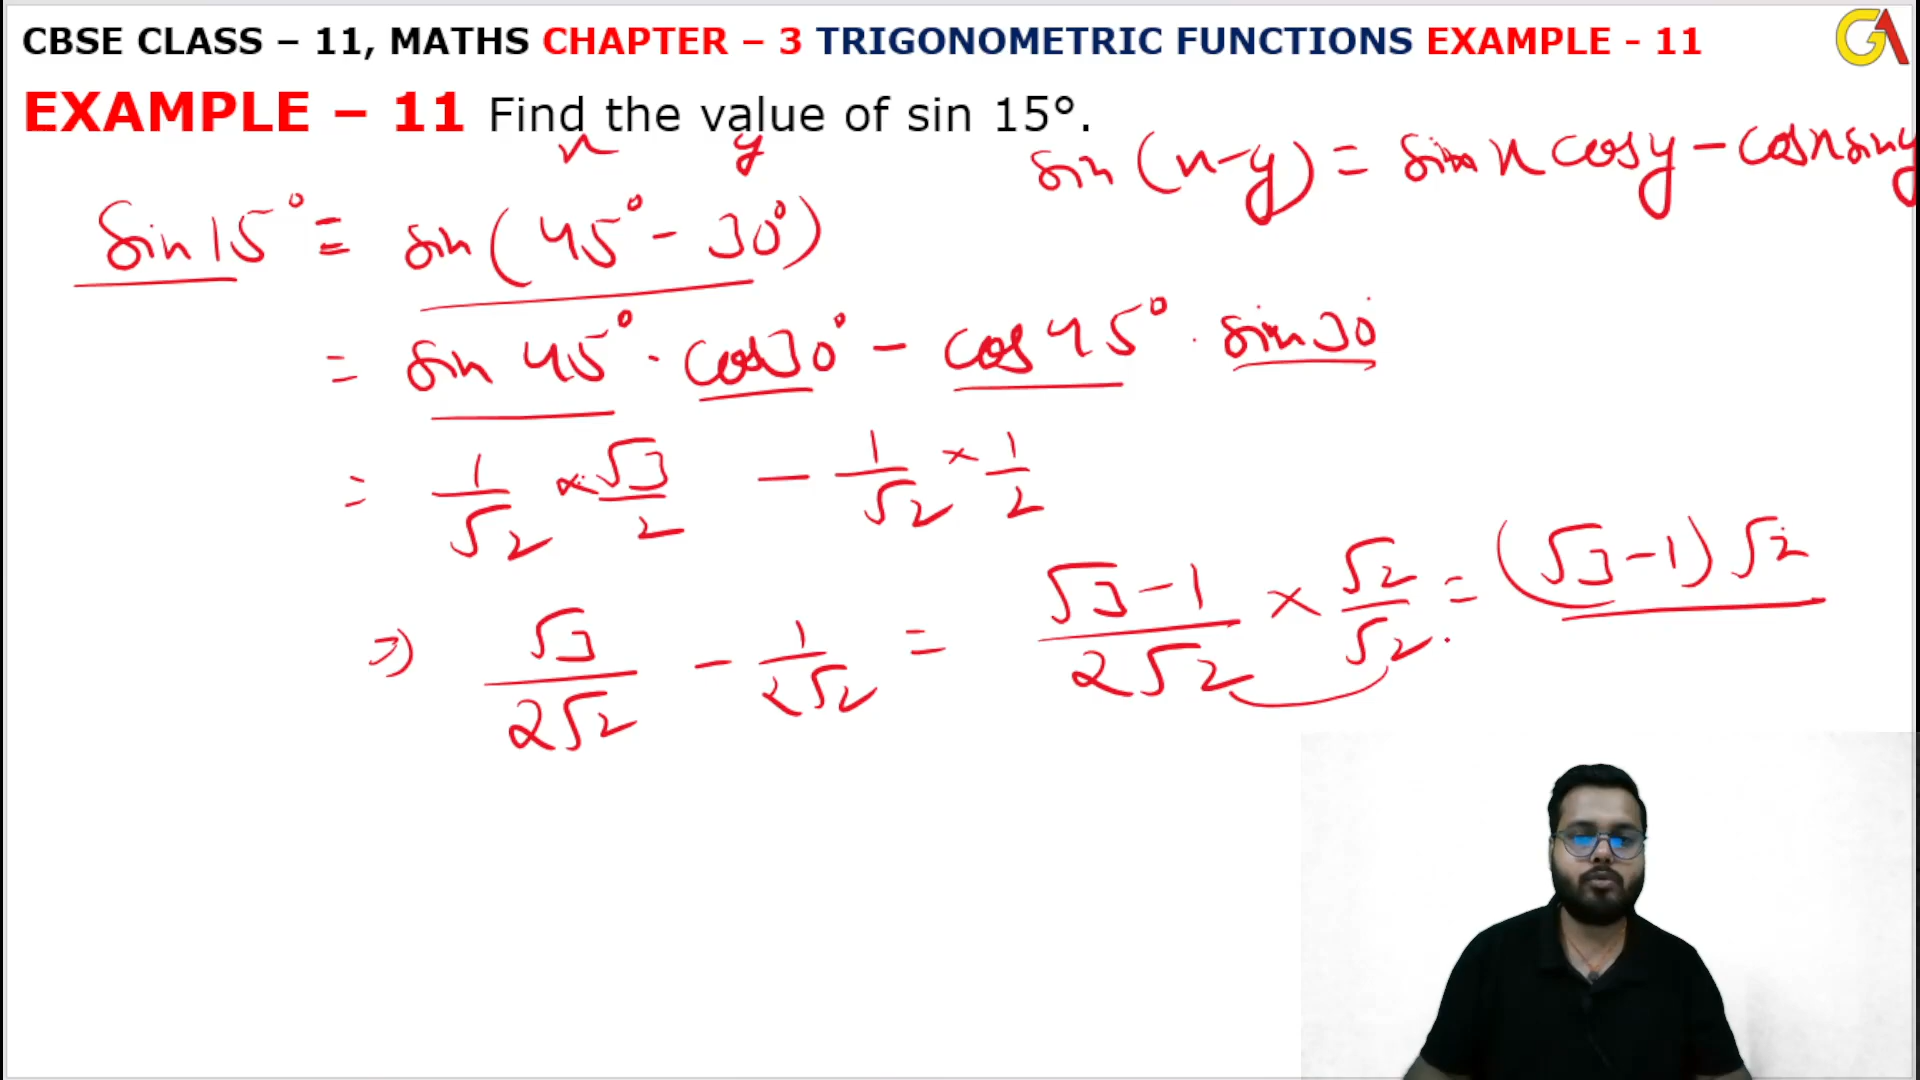 CBSE CLASS – 11, MATHS CHAPTER – 3 TRIGONOMETRIC FUNCTIONS EXAMPLE - 11
GA
EXAMPLE – 11 Find the value of sin 15°.
x y
sin (x-y) = sin x cos y - cos x sin y
sin 15° = sin (45° - 30°)
= sin 45° · cos 30° - cos 45° · sin 30°
= 1/√2 × √3/2 - 1/√2 × 1/2
⇒ √3/2√2 - 1/2√2 = √3-1/2√2 × √2/√2 = (√3-1)√2